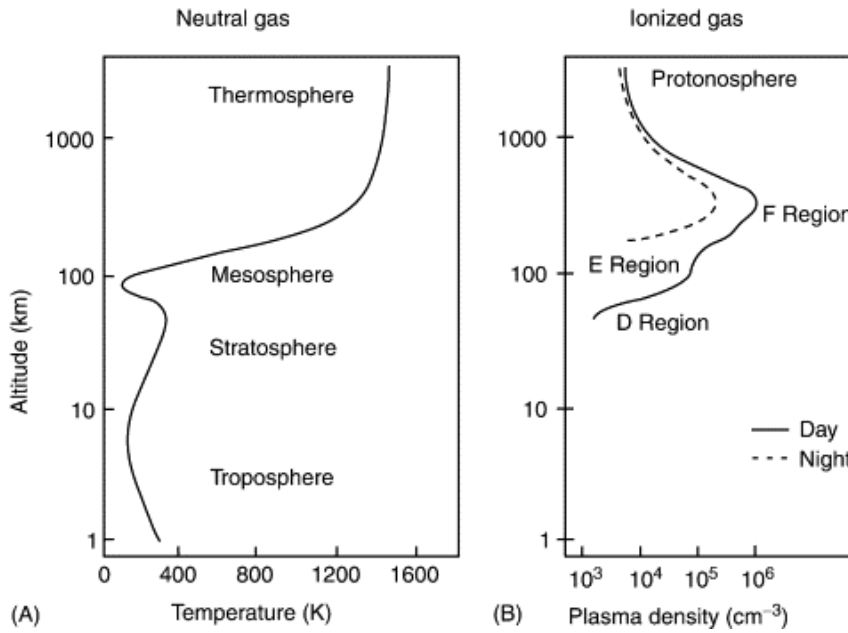 Neutral gas
Thermosphere
Mesosphere
Stratosphere
Troposphere
1000
100
10
1
Altitude (km)
0
400
800
1200
1600
Temperature (K)
(A)
Ionized gas
Protonosphere
F Region
E Region
D Region
Day
Night
1000
100
10
1
10³
10⁴
10⁵
10⁶
Plasma density (cm⁻³)
(B)